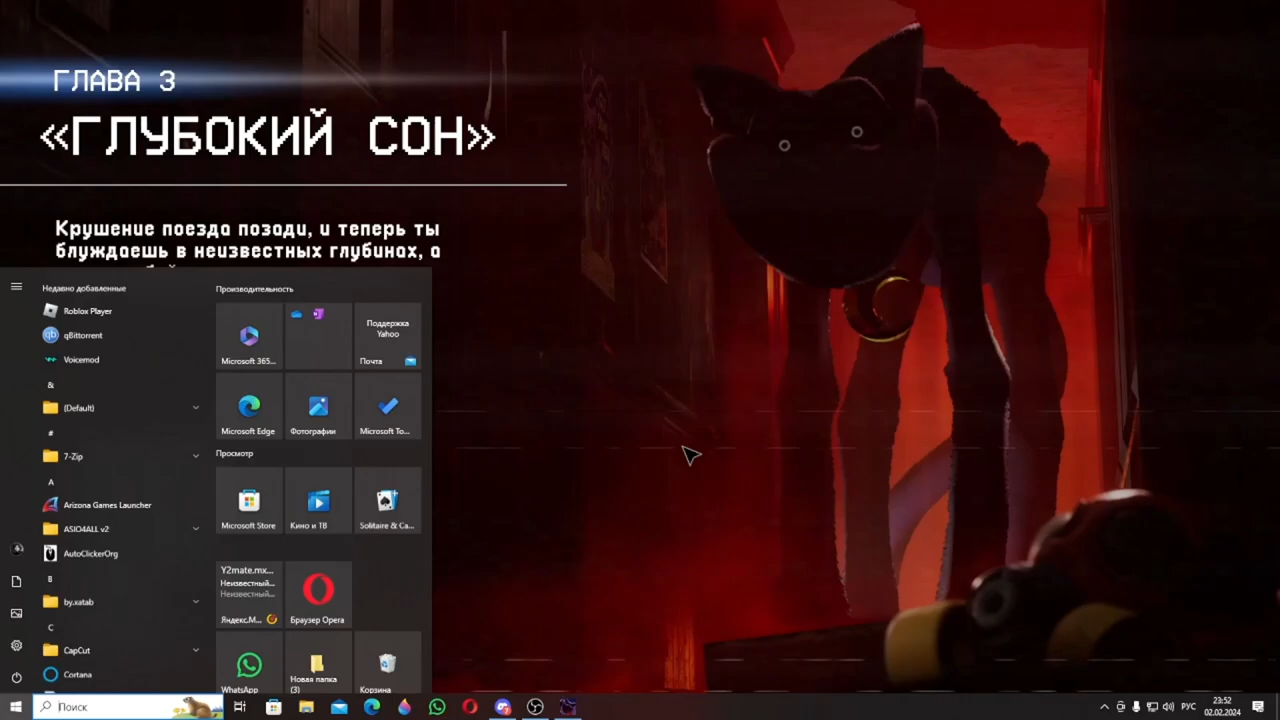 ГЛАВА 3
«ГЛУБОКИЙ СОН»
Крушение поезда позади, и теперь ты
блуждаешь в неизвестных глубинах, а
Недавно добавленные
Roblox Player
qBittorrent
Voicemod
&
(Default)
#
7-Zip
A
Arizona Games Launcher
ASIO4ALL v2
AutoClickerOrg
B
by.xatab
C
CapCut
Cortana
Производительность
Microsoft 365...
Поддержка
Yahoo
Почта
Microsoft Edge
Фотографии
Microsoft To...
Просмотр
Microsoft Store
Кино и ТВ
Solitaire & Ca...
Y2mate.mx...
Неизвестный...
Неизвестный...
Яндекс.М...
Браузер Opera
WhatsApp
Новая папка
(3)
Корзина
Поиск
РУС
23:52
02.02.2024